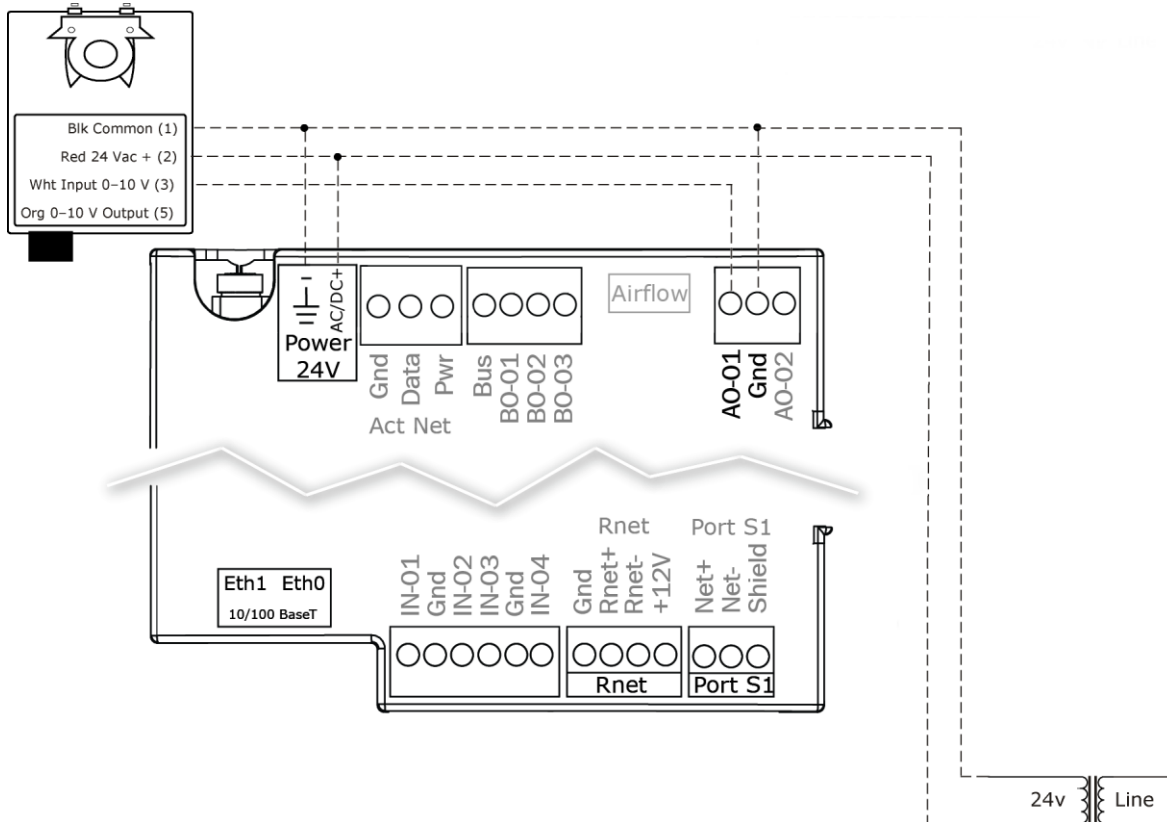 Blk Common (1)
Red 24 Vac + (2)
Wht Input 0–10 V (3)
Org 0–10 V Output (5)
AC/DC+
Power
24V
Gnd
Data
Pwr
Act Net
Bus
BO-01
BO-02
BO-03
Airflow
AO-01
Gnd
AO-02
Eth1 Eth0
10/100 BaseT
IN-01
Gnd
IN-02
IN-03
Gnd
IN-04
Rnet
Gnd
Rnet+
Rnet-
+12V
Rnet
Port S1
Net+
Net-
Shield
Port S1
24v
Line